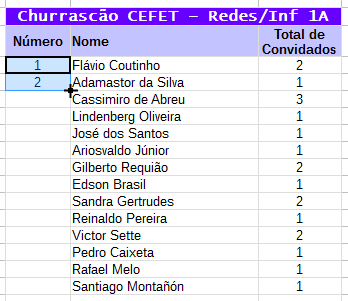 Churrascão CEFET – Redes/Inf 1A
Número Nome Total de Convidados
1 Flávio Coutinho 2
2 Adamastor da Silva 1
Cassimiro de Abreu 3
Lindenberg Oliveira 1
José dos Santos 1
Ariosvaldo Júnior 1
Gilberto Requião 2
Edson Brasil 1
Sandra Gertrudes 2
Reinaldo Pereira 1
Victor Sette 2
Pedro Caixeta 1
Rafael Melo 1
Santiago Montañón 1